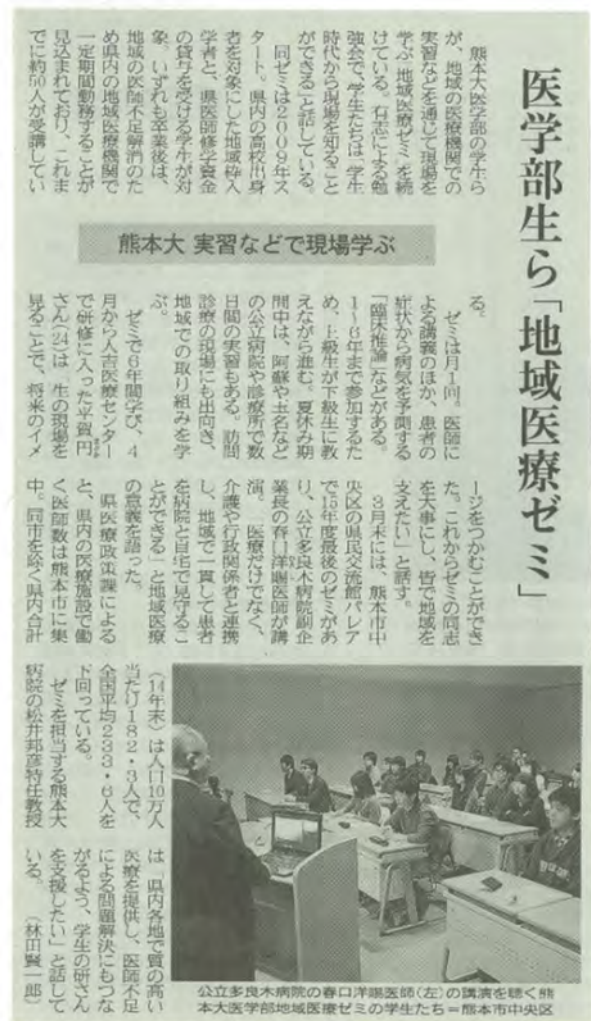 医学部生ら「地域医療ゼミ」
熊本大 実習などで現場学ぶ
熊本大医学部の学生ら
が、地域の医療機関での
実習などを通じて現場を
学ぶ「地域医療ゼミ」を続
けている。有志による勉
強会で、学生たちは「学生
時代から現場を知ること
ができる」と話している。
同ゼミは2009年ス
タート。県内の高校出身
者を対象にした地域枠入
学者と、県医師修学資金
の貸与を受ける学生が対
象。いずれも卒業後は、
地域の医師不足解消のた
め県内の地域医療機関で
一定期間勤務することが
見込まれており、これま
でに約50人が受講してい
る。
ゼミは月1回。医師に
よる講義のほか、患者の
症状から病気を予測する
「臨床推論」などがある。
1～6年まで参加するた
め、上級生が下級生に教
えながら進む。夏休み期
間中は、阿蘇や玉名など
の公立病院や診療所で数
日間の実習もある。訪問
診療の現場にも出向き、
地域での取り組みを学
ぶ。
ゼミで6年間学び、4
月から人吉医療センター
で研修に入った平賀円
さん(24)は「生の現場を
見ることで、将来のイメ
ージをつかむことができ
た。これからゼミの同志
を大事にし、皆で地域を
支えたい」と話す。
3月末には、熊本市中
央区の県民交流館パレア
で15年度最後のゼミがあ
り、公立多良木病院副企
業長の春口洋暘医師が講
演。「医療だけでなく、
介護や行政関係者と連携
し、地域で一貫して患者
を病院と自宅で見守るこ
とができる」と地域医療
の意義を語った。
県医療政策課による
と、県内の医療施設で働
く医師数は熊本市に集
中。同市を除く県内合計
(14年末)は人口10万人
当たり182・3人で、
全国平均233・6人を
下回っている。
ゼミを担当する熊本大
病院の松井邦彦特任教授
は「県内各地で質の高い
医療を提供し、医師不足
による問題解決にもつな
がるよう、学生の研さん
を支援したい」と話して
いる。 (林田賢一郎)
公立多良木病院の春口洋暘医師(左)の講演を聴く熊
本大医学部地域医療ゼミの学生たち＝熊本市中央区